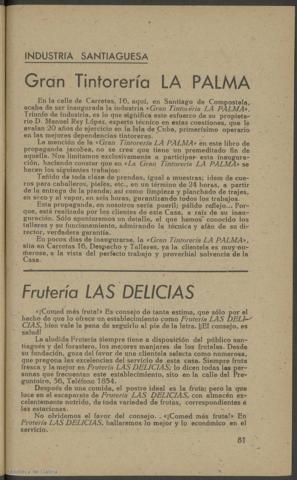 INDUSTRIA SANTIAGUESA
Gran Tintorería LA PALMA
En la calle de Carretas, 16, aquí, en Santiago de Compostela,
acaba de ser inaugurada la industria «Gran Tintorería LA PALMA».
Triunfo de industria, es lo que significa este esfuerzo de su propieta-
rio D. Manuel Rey López, experto técnico en estas cuestiones, que la
avalan 20 años de ejercicio en la Isla de Cuba, primerísimo operario
en las mejores dependencias tintoreras.
La mención de la «Gran Tintorería LA PALMA» en este libro de
propaganda jacobea, no se cree que tiene un premeditado fin de
aquella. Nos limitamos exclusivamente a participar esta inaugura-
ción, haciendo constar que en «La Gran Tintorería LA PALMA» se
hacen los siguientes trabajos:
Teñido de toda clase de prendas, igual a muestras; ídem de cue-
ros para caballeros, pieles, etc., en un término de 24 horas, a partir
de la entrega de la prenda; así como limpieza y planchado de trajes,
en seco y al vapor, en seis horas, garantizando todos los trabajos.
Esta propaganda, en nosotros sería pueril; pálido reflejo... Por-
que, está realizado por los clientes de esta Casa, a raíz de su inau-
guración. Sólo apuntaremos un detalle, el que hemos conocido los
talleres y su funcionamiento, admirando la técnica y afán de su di-
rector, verdadera garantía.
En pocos días de inaugurarse, la «Gran Tintorería LA PALMA»,
sita en Carretas 16, Despacho y Talleres, ya la clientela es muy nu-
merosa, a la vista del perfecto trabajo y proverbial solvencia de la
Casa.
Frutería LAS DELICIAS
«¡Comed más fruta!» Es consejo de tanta estima, que sólo por el
hecho de que lo ofrece un establecimiento como Frutería LAS DELI-
CIAS, bien vale la pena de seguirlo al pie de la letra. ¡¡El consejo, es
salud!!
La aludida Frutería siempre tiene a disposición del público san-
tiagués y del forastero, los mejores manjares de los frutales. Desde
su fundación, goza del favor de una clientela selecta como numerosa,
que pregona las excelencias del servicio de esta casa. Siempre fruta
fresca y la mejor en Frutería LAS DELICIAS; lo dicen todas las per-
sonas que frecuentan este establecimiento, sito en la calle del Pre-
guntoiro, 36, Teléfono 1854.
Después de una comida, el postre ideal es la fruta; pero la que
luce en el escaparate de Frutería LAS DELICIAS, con almacén ex-
celentemente nutrido, de toda variedad de frutas, correspondientes a
las estaciones.
No olvidemos el favor del consejo. . «¡Comed más fruta!» En
Frutería LAS DELICIAS, hallaremos lo mejor y lo económico en el
servicio.
81